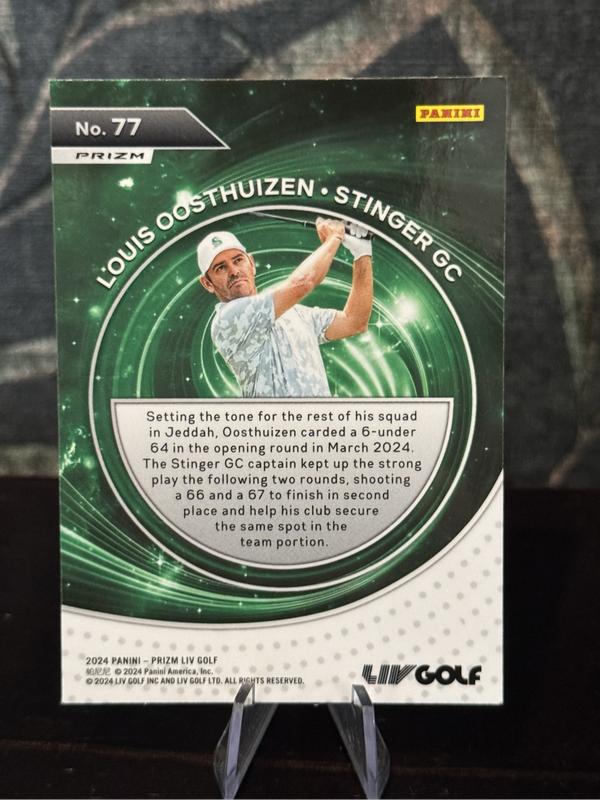 No. 77
PANINI
PRIZM
LOUIS OOSTHUIZEN • STINGER GC
S
Setting the tone for the rest of his squad
in Jeddah, Oosthuizen carded a 6-under
64 in the opening round in March 2024.
The Stinger GC captain kept up the strong
play the following two rounds, shooting
a 66 and a 67 to finish in second
place and help his club secure
the same spot in the
team portion.
2024 PANINI – PRIZM LIV GOLF
帕尼尼 © 2024 Panini America, Inc.
© 2024 LIV GOLF INC AND LIV GOLF LTD. ALL RIGHTS RESERVED.
LIV GOLF